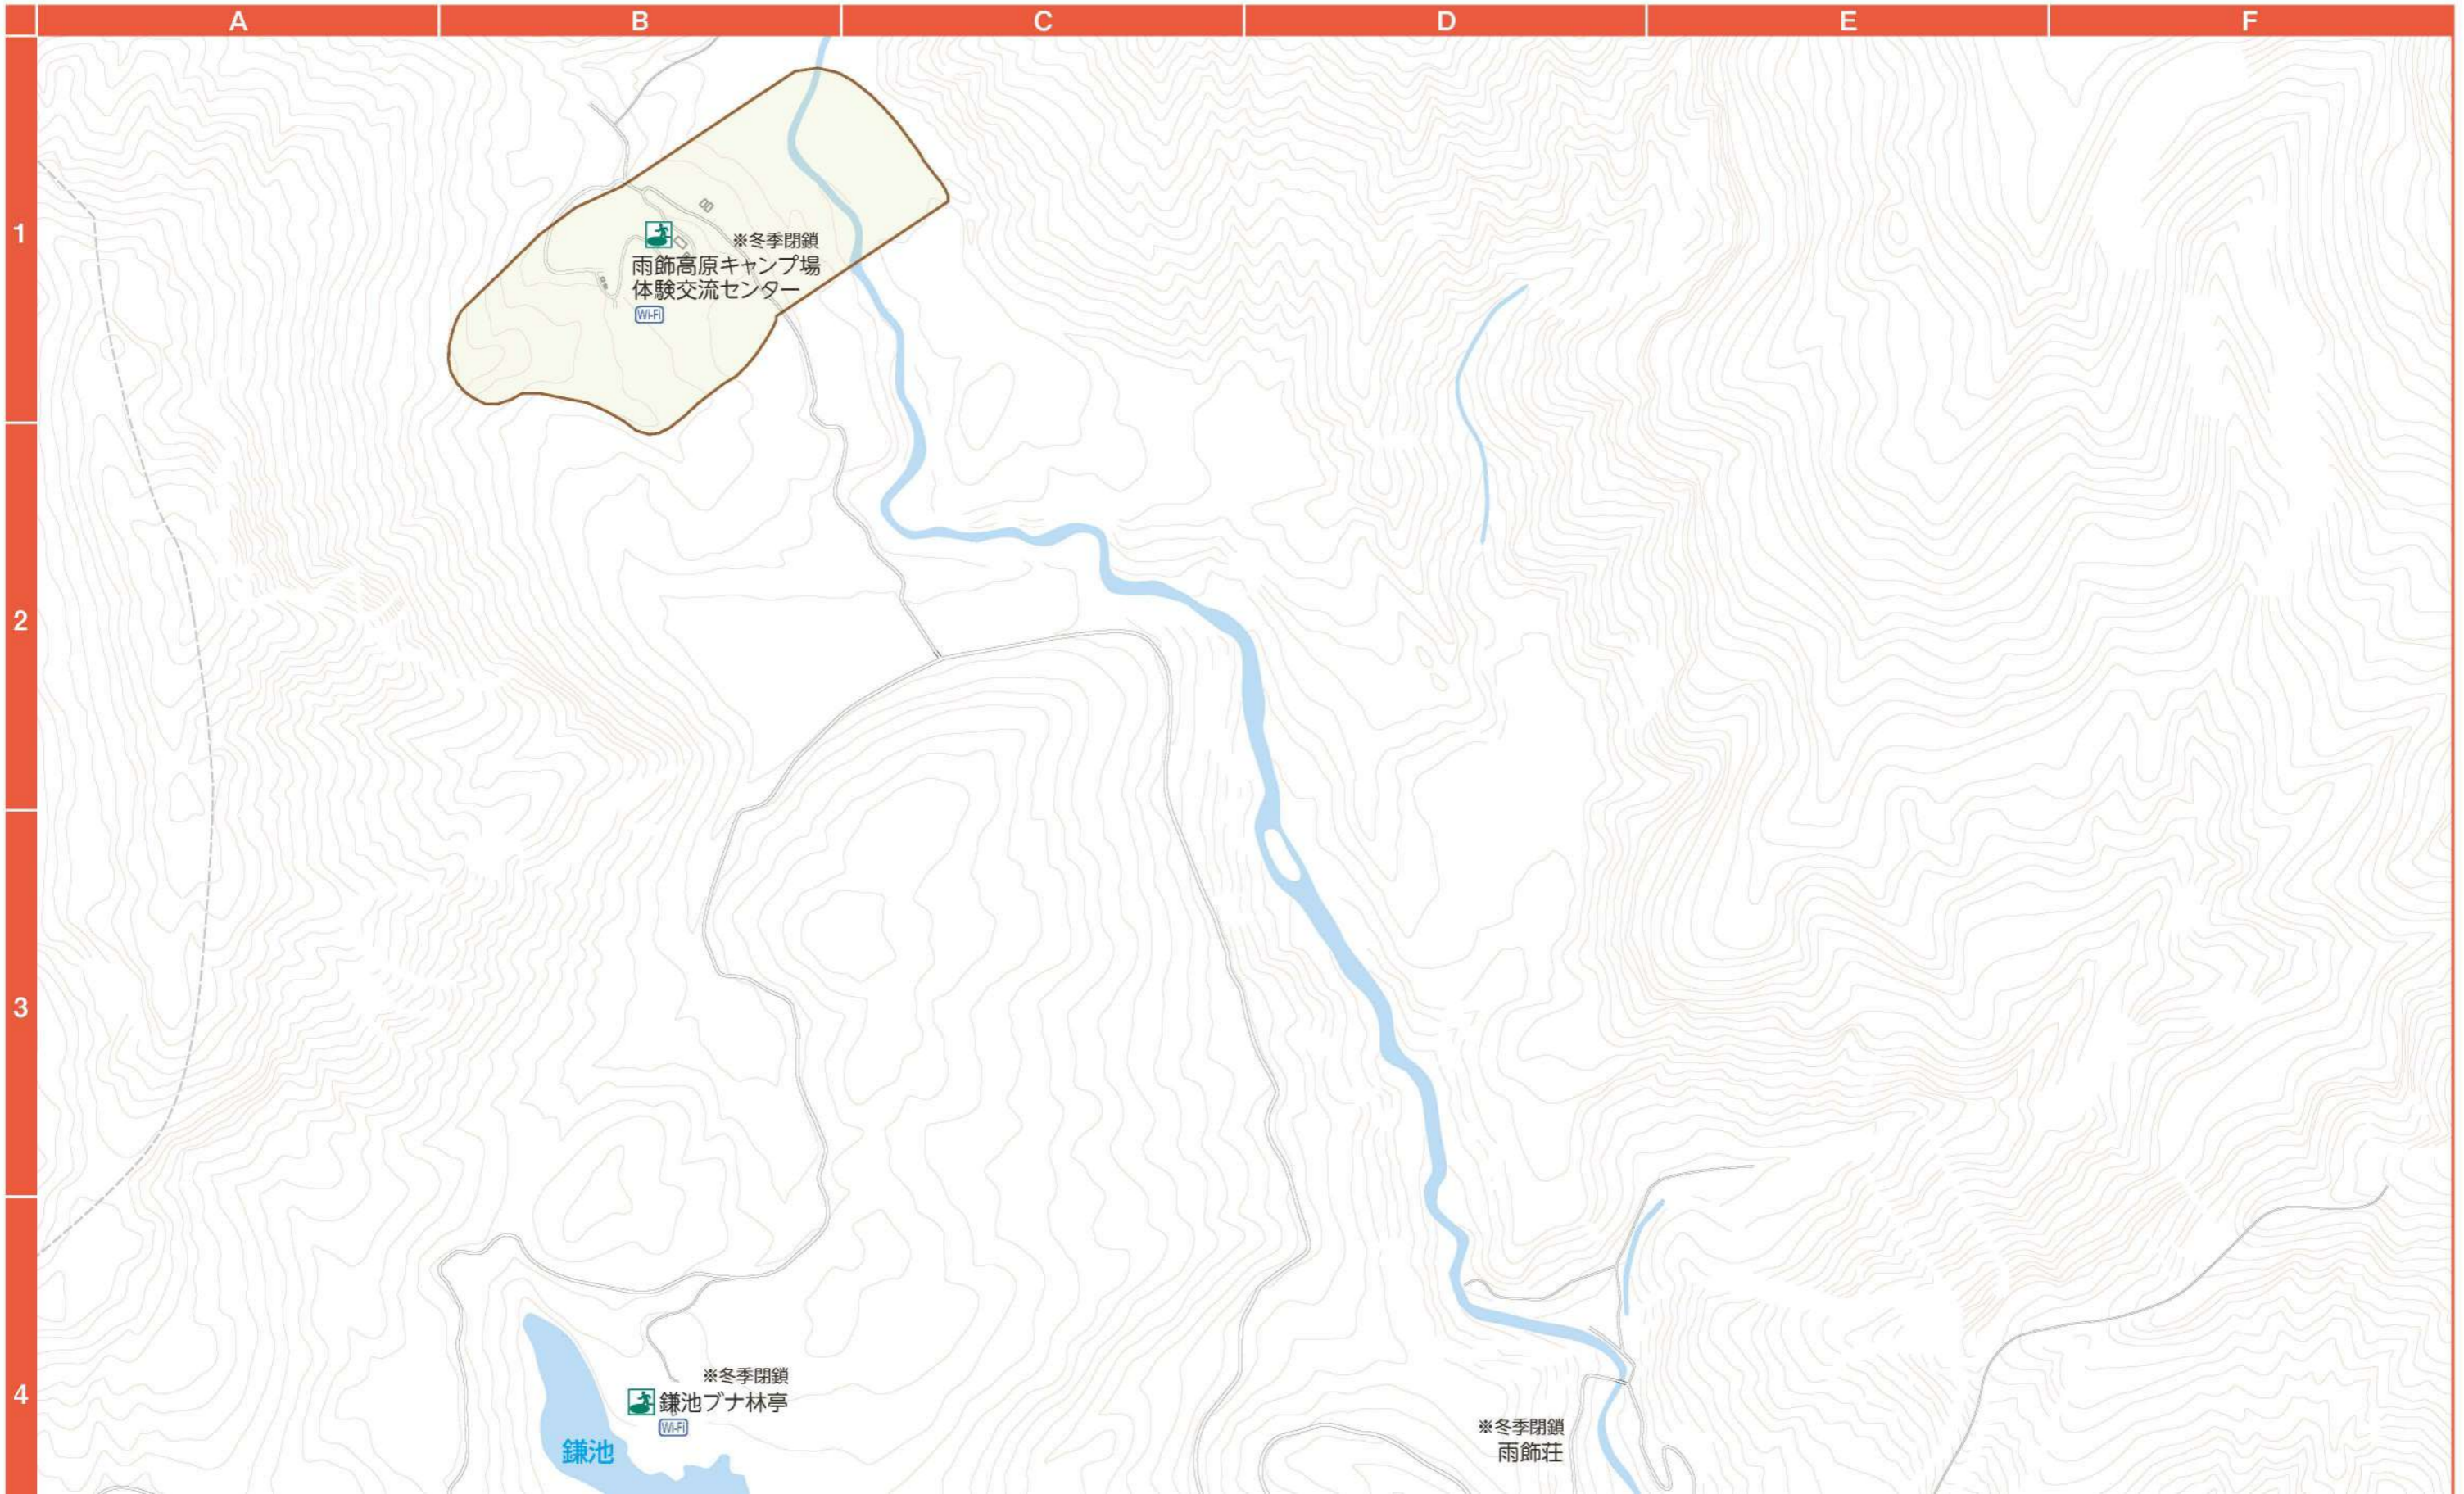 A B C D E F
1
※冬季閉鎖
雨飾高原キャンプ場
体験交流センター
Wi-Fi
2
3
4
※冬季閉鎖
鎌池ブナ林亭
Wi-Fi
鎌池
※冬季閉鎖
雨飾荘